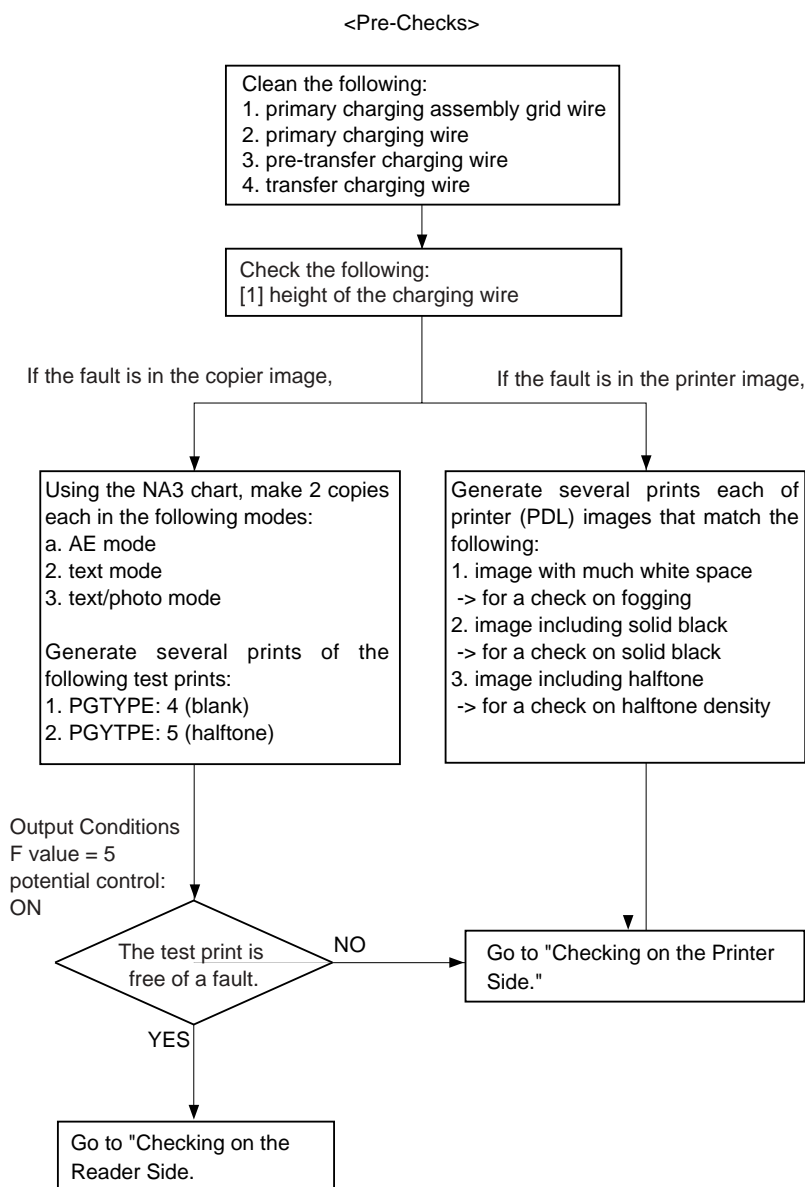 <Pre-Checks>
Clean the following:
1. primary charging assembly grid wire
2. primary charging wire
3. pre-transfer charging wire
4. transfer charging wire
Check the following:
[1] height of the charging wire
If the fault is in the copier image,
If the fault is in the printer image,
Using the NA3 chart, make 2 copies
each in the following modes:
a. AE mode
2. text mode
3. text/photo mode
Generate several prints of the
following test prints:
1. PGTYPE: 4 (blank)
2. PGYTPE: 5 (halftone)
Generate several prints each of
printer (PDL) images that match the
following:
1. image with much white space
-> for a check on fogging
2. image including solid black
-> for a check on solid black
3. image including halftone
-> for a check on halftone density
Output Conditions
F value = 5
potential control:
ON
The test print is
free of a fault.
NO
Go to "Checking on the Printer
Side."
YES
Go to "Checking on the
Reader Side.